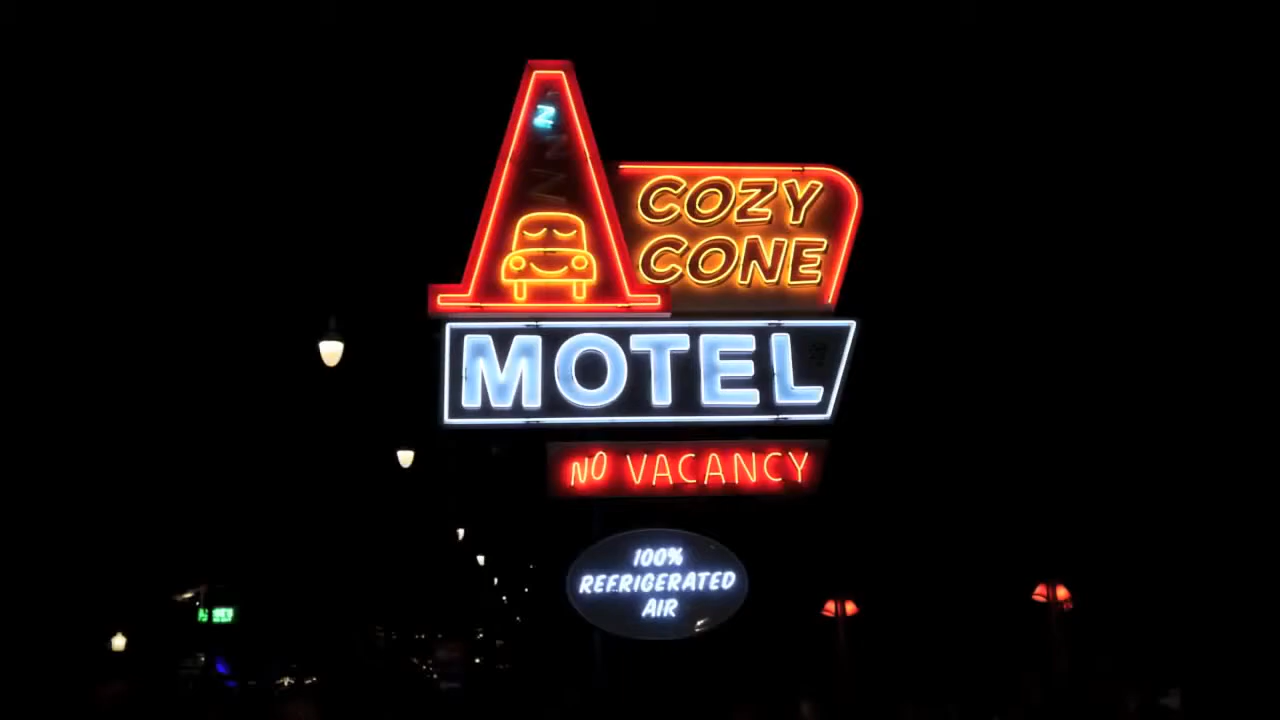 Z
COZY
CONE
MOTEL
NO VACANCY
100%
REFRIGERATED
AIR